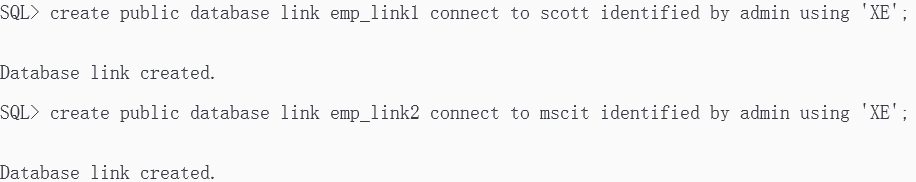 SQL> create public database link emp_link1 connect to scott identified by admin using 'XE';
Database link created.
SQL> create public database link emp_link2 connect to mscit identified by admin using 'XE';
Database link created.